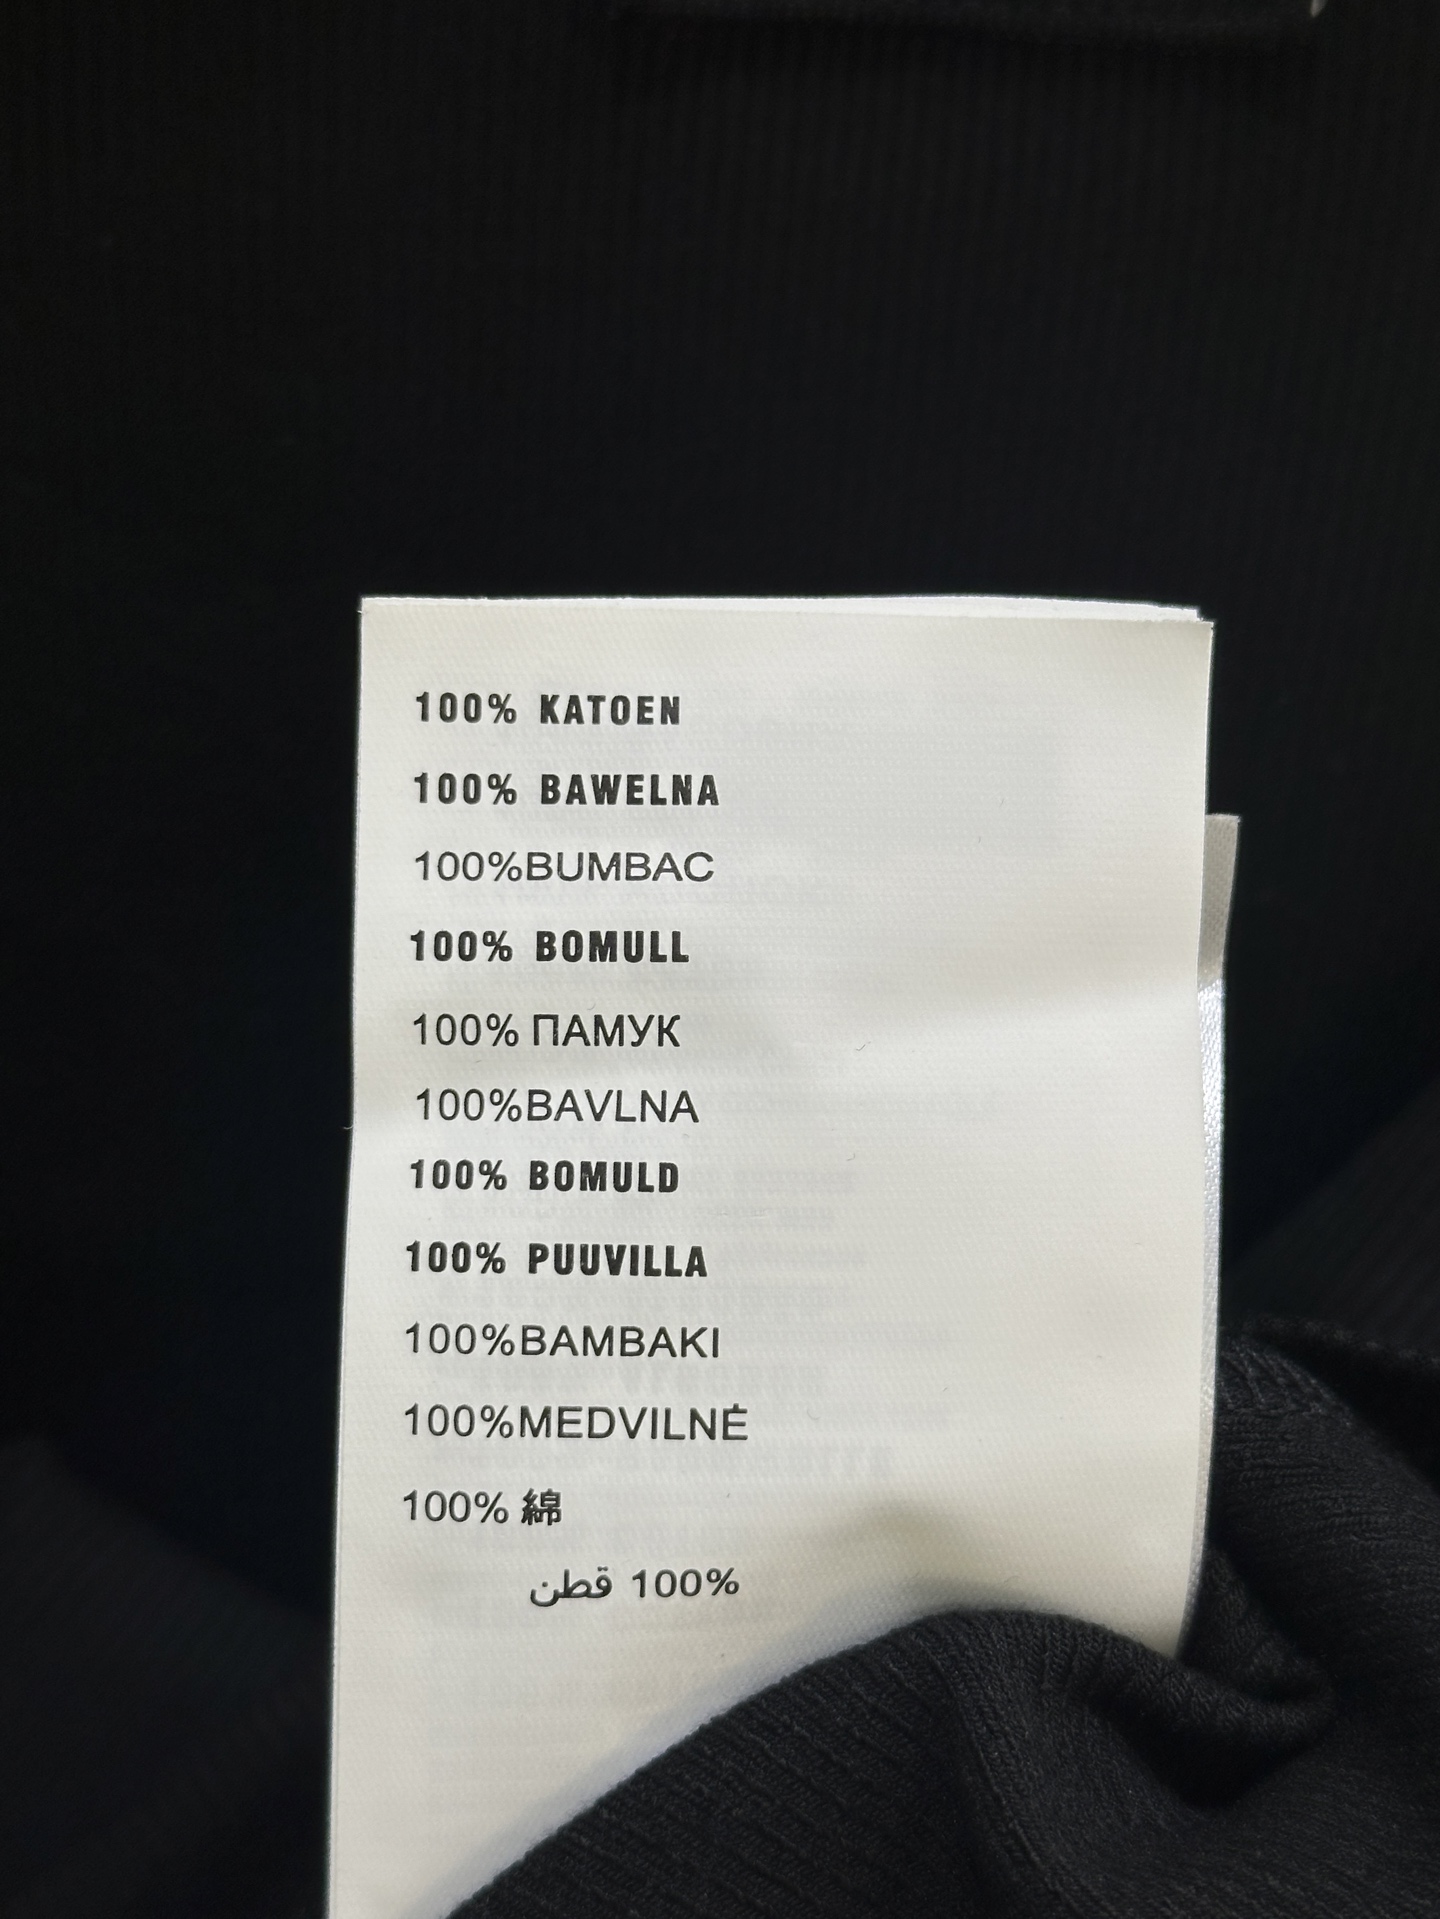 100% KATOEN
100% BAWELNA
100%BUMBAC
100% BOMULL
100% ПАМУК
100%BAVLNA
100% BOMULD
100% PUUVILLA
100%BAMBAKI
100%MEDVILNĖ
100% 綿
100% قطن